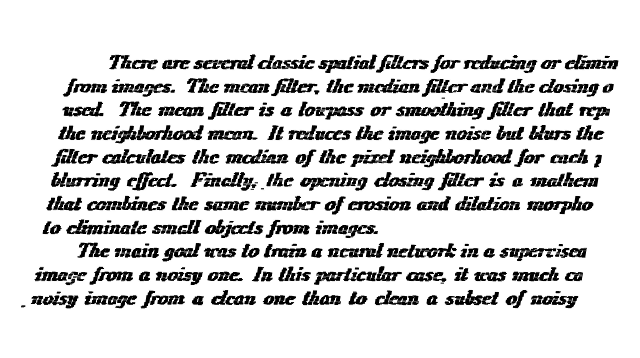 There are several classic spatial filters for reducing or elimin
from images. The mean filter, the median filter and the closing o
used. The mean filter is a lowpass or smoothing filter that repl
the neighborhood mean. It reduces the image noise but blurs the
filter calculates the median of the pixel neighborhood for each p
blurring effect. Finelly, the opening closing filter is a mathem
that combines the same number of erosion and dilation morpho
to eliminate smell objects from images.
The main goal was to train a neural network in a supervised
image from a noisy one. In this particular case, it was much ea
noisy image from a clean one than to clean a subset of noisy